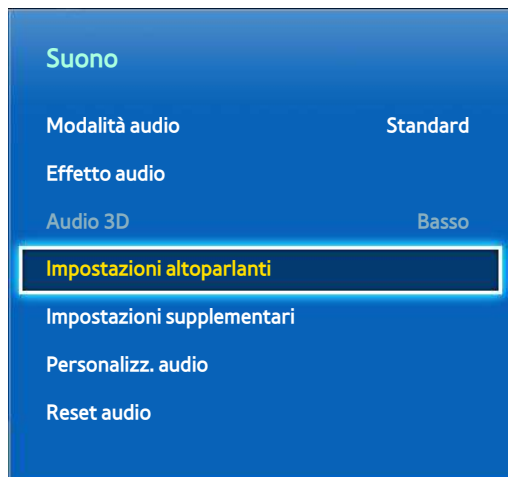 Suono
Modalità audio Standard
Effetto audio
Audio 3D Basso
Impostazioni altoparlanti
Impostazioni supplementari
Personalizz. audio
Reset audio